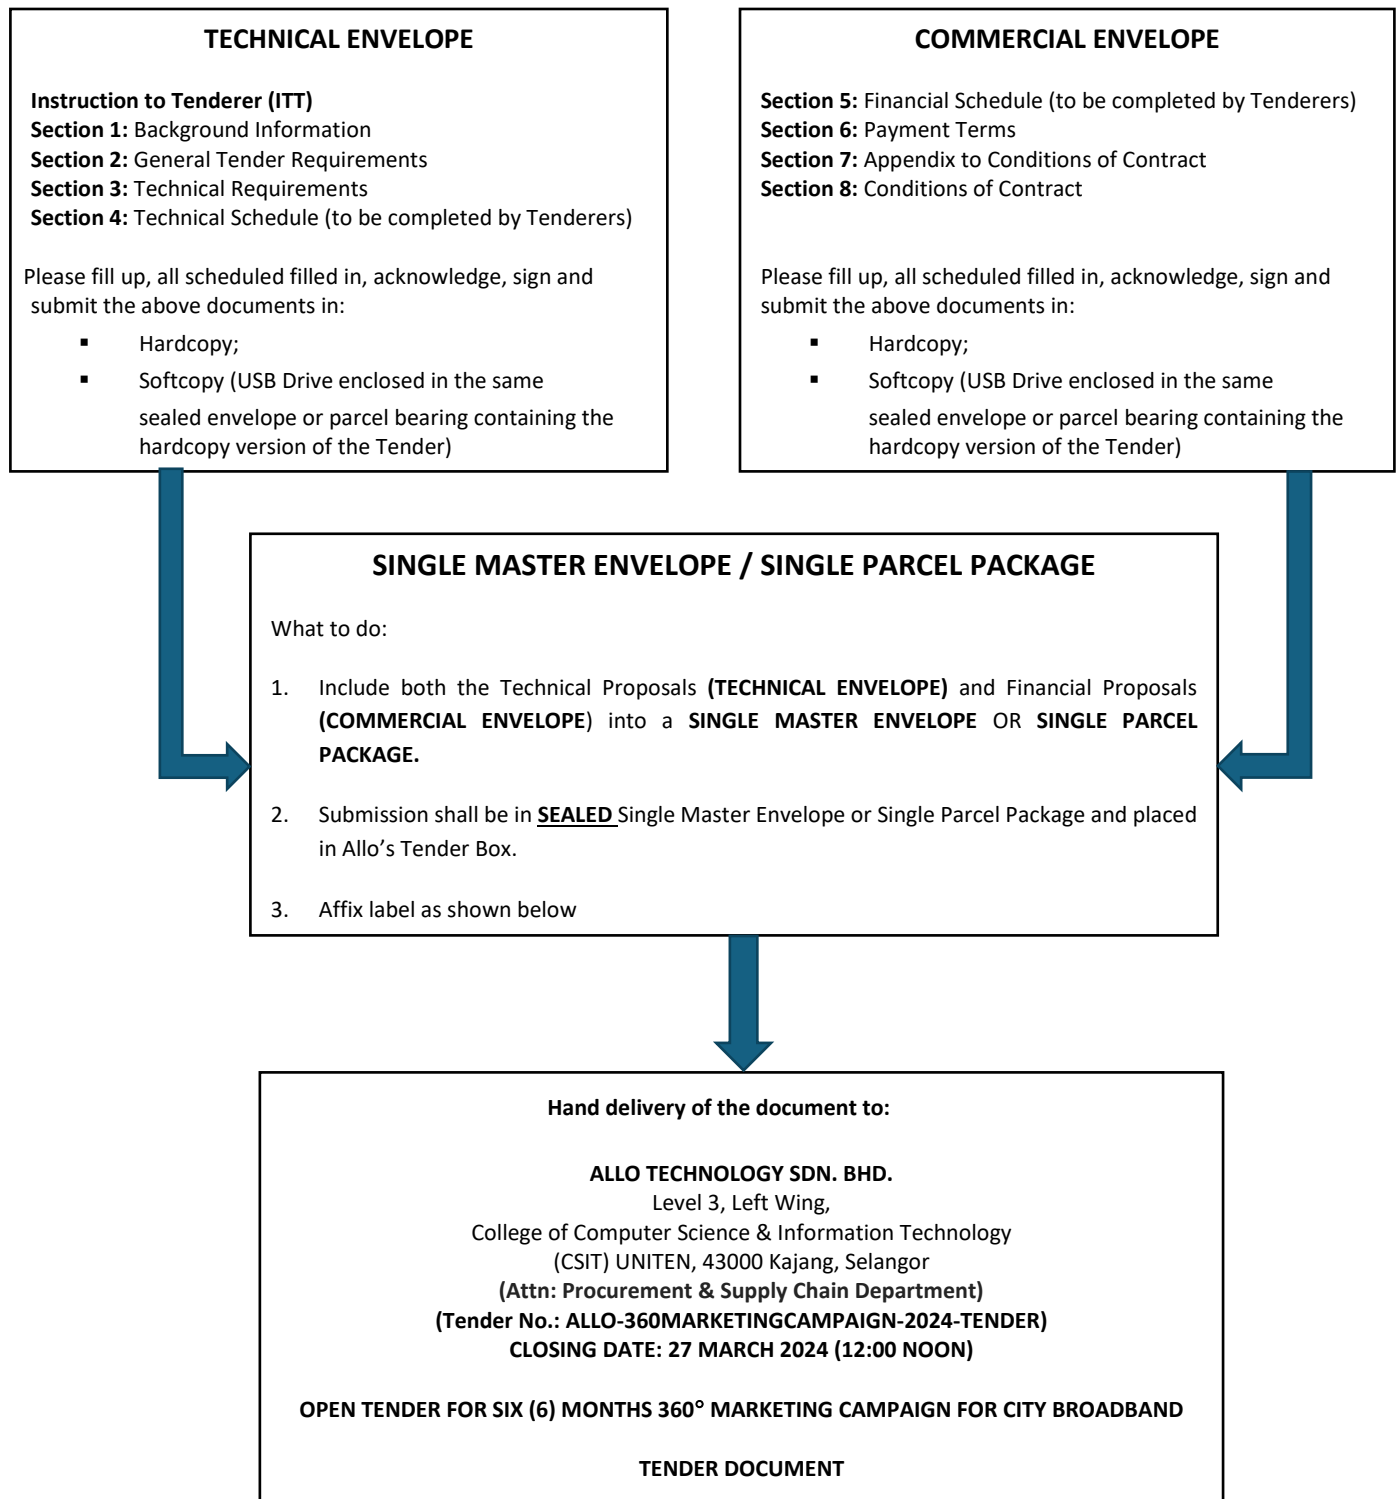 TECHNICAL ENVELOPE
Instruction to Tenderer (ITT)
Section 1: Background Information
Section 2: General Tender Requirements
Section 3: Technical Requirements
Section 4: Technical Schedule (to be completed by Tenderers)
Please fill up, all scheduled filled in, acknowledge, sign and
submit the above documents in:
▪ Hardcopy;
▪ Softcopy (USB Drive enclosed in the same
sealed envelope or parcel bearing containing the
hardcopy version of the Tender)
COMMERCIAL ENVELOPE
Section 5: Financial Schedule (to be completed by Tenderers)
Section 6: Payment Terms
Section 7: Appendix to Conditions of Contract
Section 8: Conditions of Contract
Please fill up, all scheduled filled in, acknowledge, sign and
submit the above documents in:
▪ Hardcopy;
▪ Softcopy (USB Drive enclosed in the same
sealed envelope or parcel bearing containing the
hardcopy version of the Tender)
SINGLE MASTER ENVELOPE / SINGLE PARCEL PACKAGE
What to do:
1. Include both the Technical Proposals (TECHNICAL ENVELOPE) and Financial Proposals
(COMMERCIAL ENVELOPE) into a SINGLE MASTER ENVELOPE OR SINGLE PARCEL
PACKAGE.
2. Submission shall be in SEALED Single Master Envelope or Single Parcel Package and placed
in Allo’s Tender Box.
3. Affix label as shown below
Hand delivery of the document to:
ALLO TECHNOLOGY SDN. BHD.
Level 3, Left Wing,
College of Computer Science & Information Technology
(CSIT) UNITEN, 43000 Kajang, Selangor
(Attn: Procurement & Supply Chain Department)
(Tender No.: ALLO-360MARKETINGCAMPAIGN-2024-TENDER)
CLOSING DATE: 27 MARCH 2024 (12:00 NOON)
OPEN TENDER FOR SIX (6) MONTHS 360° MARKETING CAMPAIGN FOR CITY BROADBAND
TENDER DOCUMENT